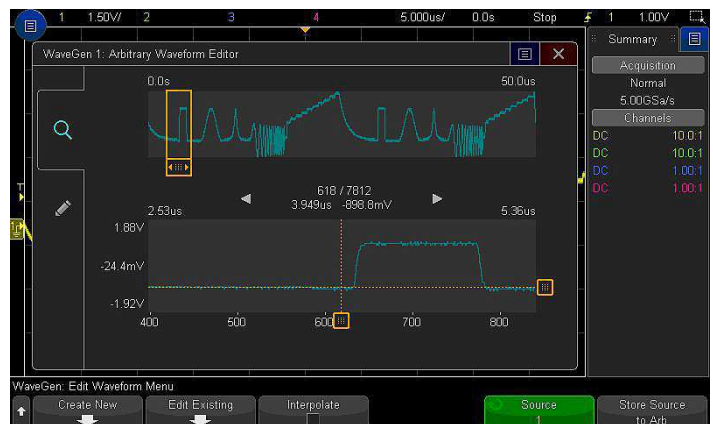 1 1.50V/ 2 3 4 5.000us/ 0.0s Stop 1 1.00V
Summary
WaveGen 1: Arbitrary Waveform Editor
Acquisition
Normal
5.00GSa/s
Channels
DC 10.0:1
DC 10.0:1
DC 1.00:1
DC 1.00:1
0.0s 50.0us
618 / 7812
3.949us -898.8mV
2.53us 5.36us
1.88V
-24.4mV
-1.92V
400 500 600 700 800
T
WaveGen: Edit Waveform Menu
Create New Edit Existing Interpolate Source Store Source
1 to Arb